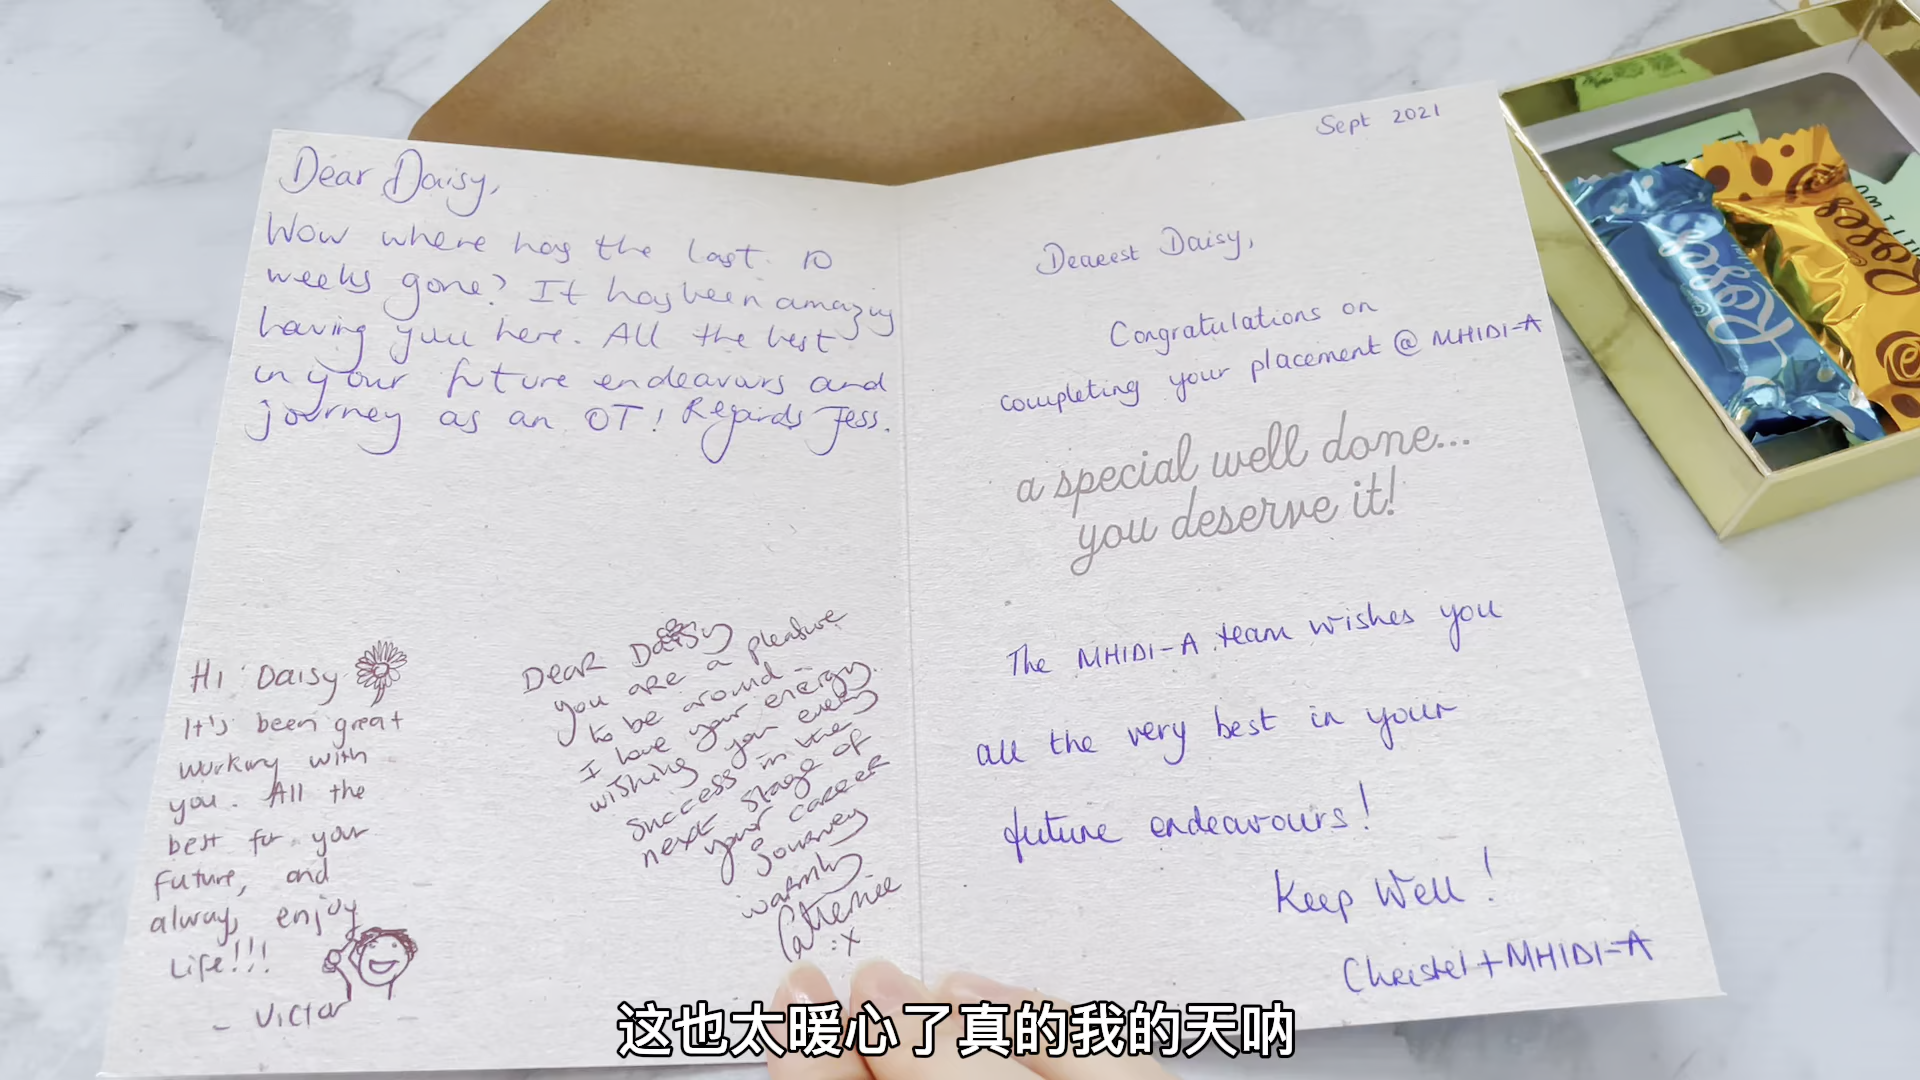 Dear Daisy,
Wow where has the last 10
weeks gone? It has been amazing
having you here. All the best
in your future endeavours and
journey as an OT! Regards Jess.
Hi Daisy
It's been great
working with
you. All the
best for your
future, and
always enjoy
Life!!!
- Victor
Dear Daisy
you are a pleasure
to be around –
I love your energy.
wishing you every
success in the
next stage of
your career
journey
warmly
:x
Sept 2021
Dearest Daisy,
Congratulations on
completing your placement @ MHIDI-A
a special well done...
you deserve it!
The MHIDI-A team wishes you
all the very best in your
future endeavours!
Keep Well!
Christel + MHIDI-A
Roses
Roses
这也太暖心了真的我的天呐